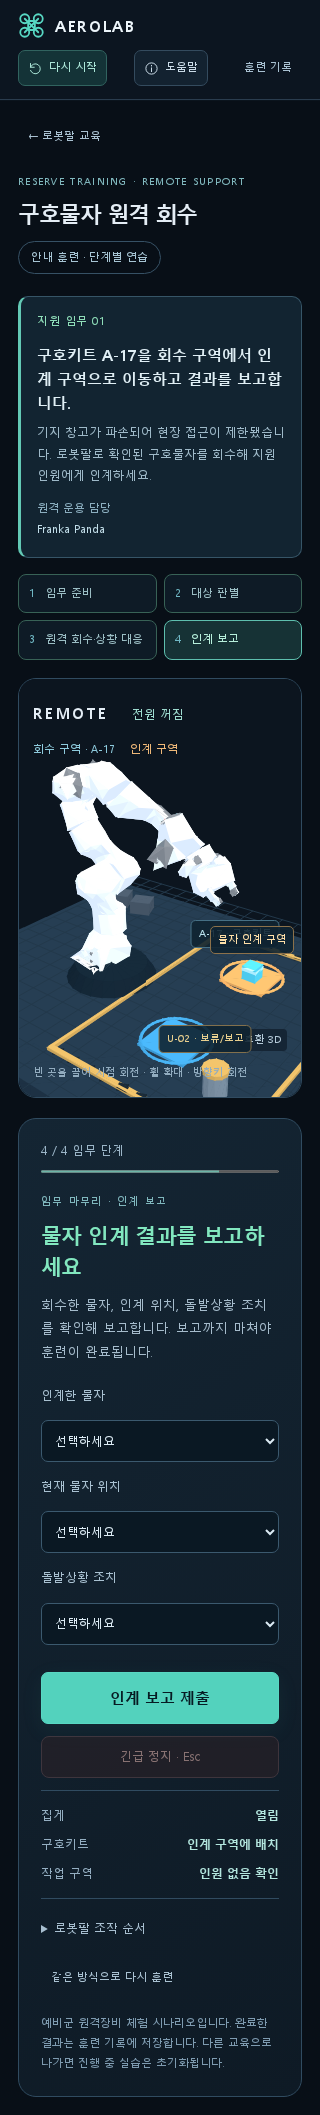 AEROLAB
다시 시작
도움말
훈련 기록
← 로봇팔 교육
RESERVE TRAINING · REMOTE SUPPORT
구호물자 원격 회수
안내 훈련 · 단계별 연습
지원 임무 01
구호키트 A-17을 회수 구역에서 인
계 구역으로 이동하고 결과를 보고합
니다.
기지 창고가 파손되어 현장 접근이 제한됐습니
다. 로봇팔로 확인된 구호물자를 회수해 지원
인원에게 인계하세요.
원격 운용 담당
Franka Panda
1 임무 준비
2 대상 판별
3 원격 회수·상황 대응
4 인계 보고
REMOTE 전원 꺼짐
회수 구역 · A-17 인계 구역
물자 인계 구역
U-02 · 보류/보고
3D
빈 곳을 끌어 시점 회전 · 휠 확대 · 방향키 회전
4 / 4 임무 단계
임무 마무리 · 인계 보고
물자 인계 결과를 보고하
세요
회수한 물자, 인계 위치, 돌발상황 조치
를 확인해 보고합니다. 보고까지 마쳐야
훈련이 완료됩니다.
인계한 물자
선택하세요
현재 물자 위치
선택하세요
돌발상황 조치
선택하세요
인계 보고 제출
긴급 정지 · Esc
집게 열림
구호키트 인계 구역에 배치
작업 구역 인원 없음 확인
▶ 로봇팔 조작 순서
같은 방식으로 다시 훈련
예비군 원격장비 체험 시나리오입니다. 완료한
결과는 훈련 기록에 저장합니다. 다른 교육으로
나가면 진행 중 실습은 초기화됩니다.